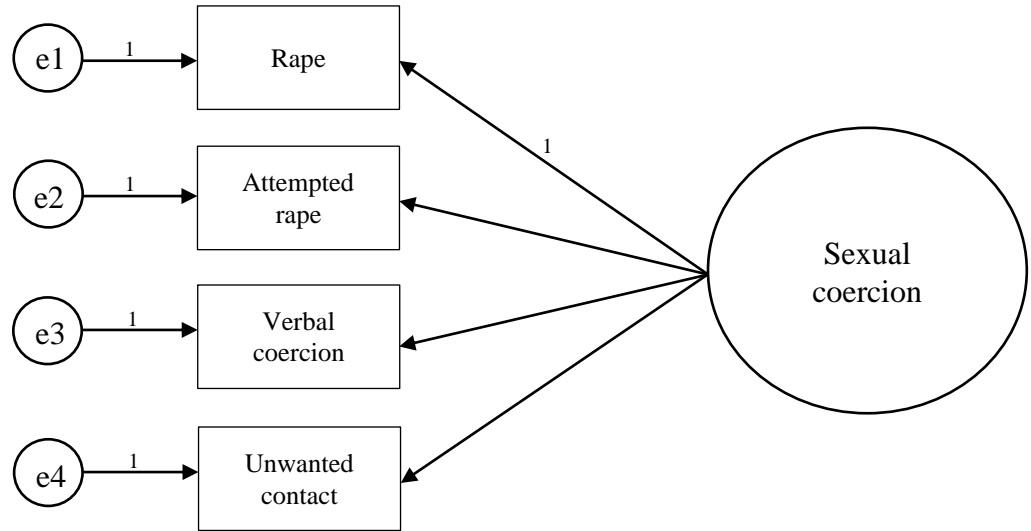 e1
1
Rape
1
e2
1
Attempted
rape
Sexual
coercion
e3
1
Verbal
coercion
e4
1
Unwanted
contact